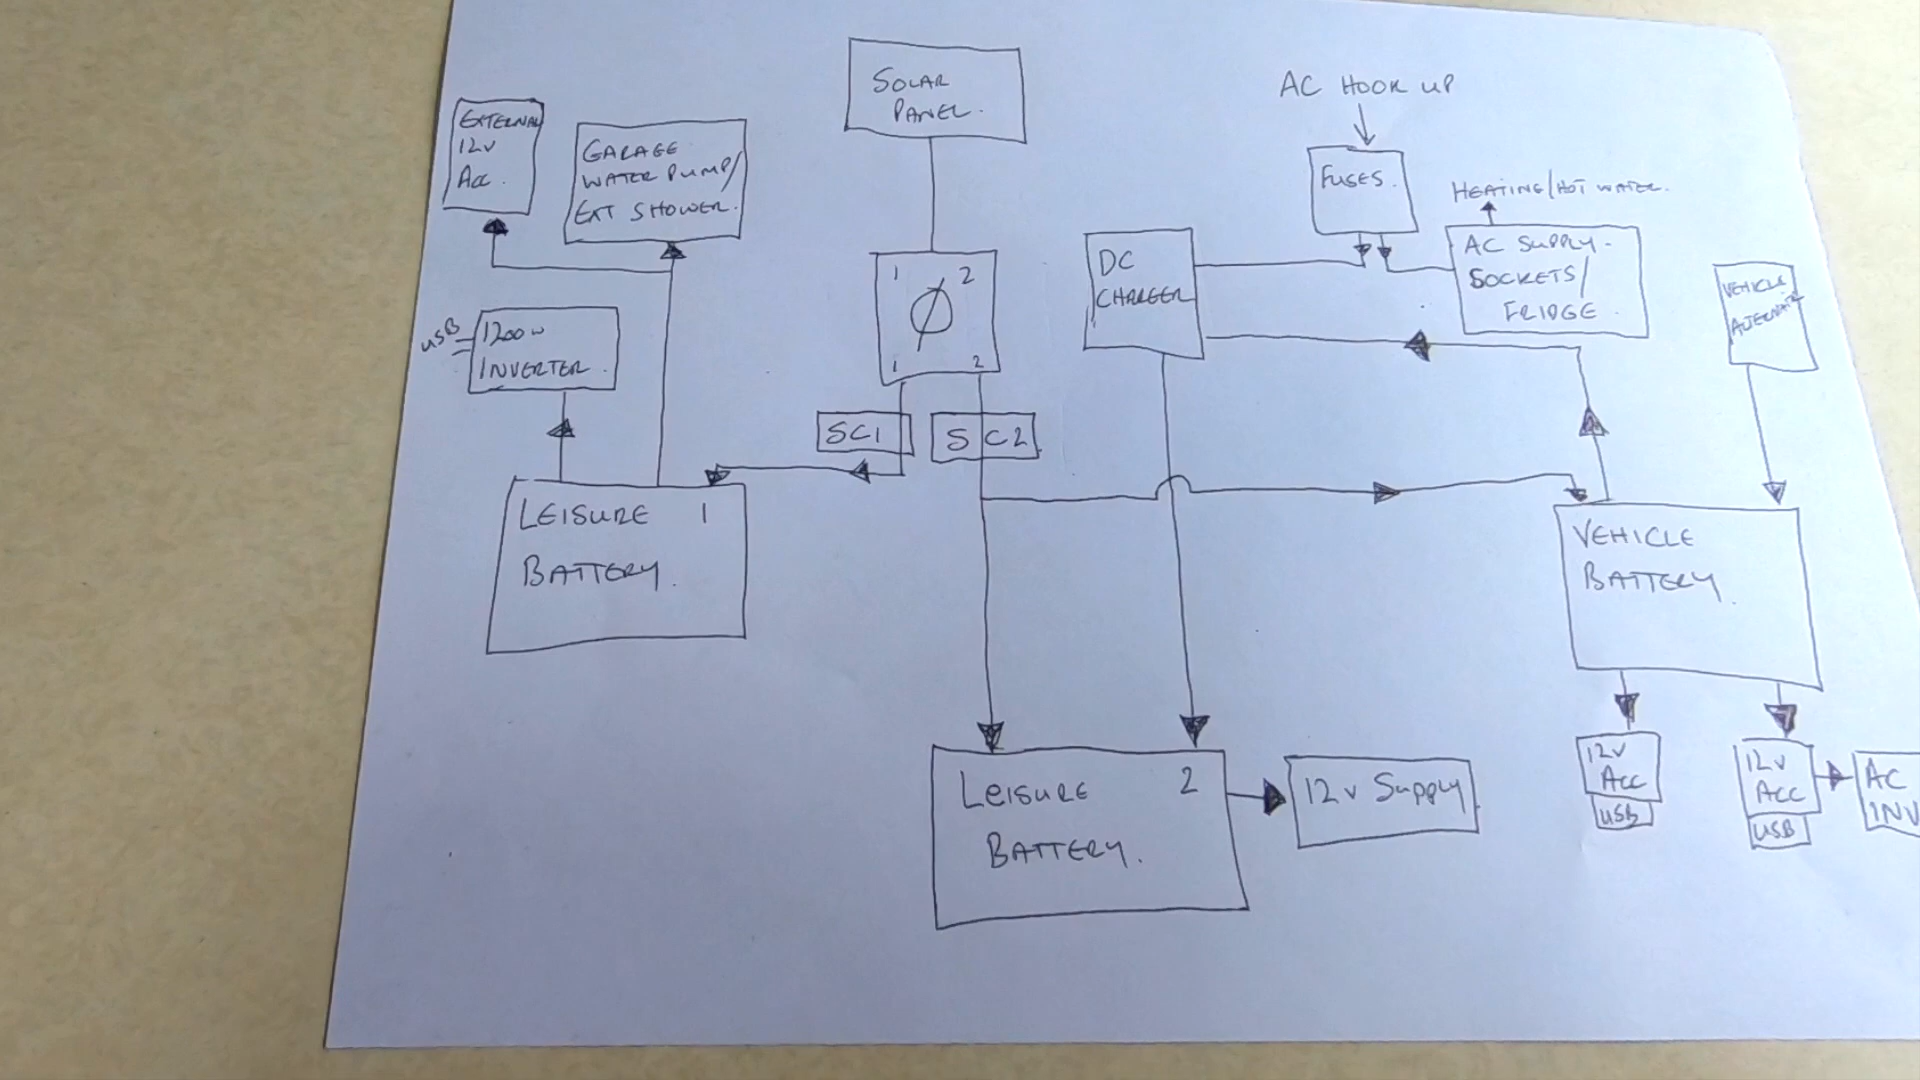 SOLAR
PANEL.
AC HOOK UP
EXTERNAL
12V
Acc.
GARAGE
WATER PUMP/
EXT SHOWER.
FUSES.
HEATING/HOT WATER.
DC
CHARGER
AC SUPPLY-
SOCKETS/
FRIDGE.
VEHICLE
ALTERNATOR
1 2
Ø
1 2
USB
1200W
INVERTER.
SC1
SC2
LEISURE 1
BATTERY.
VEHICLE
BATTERY.
LEISURE 2
BATTERY.
12V Supply
12V
ACC
USB
12V
ACC
USB
AC
INV